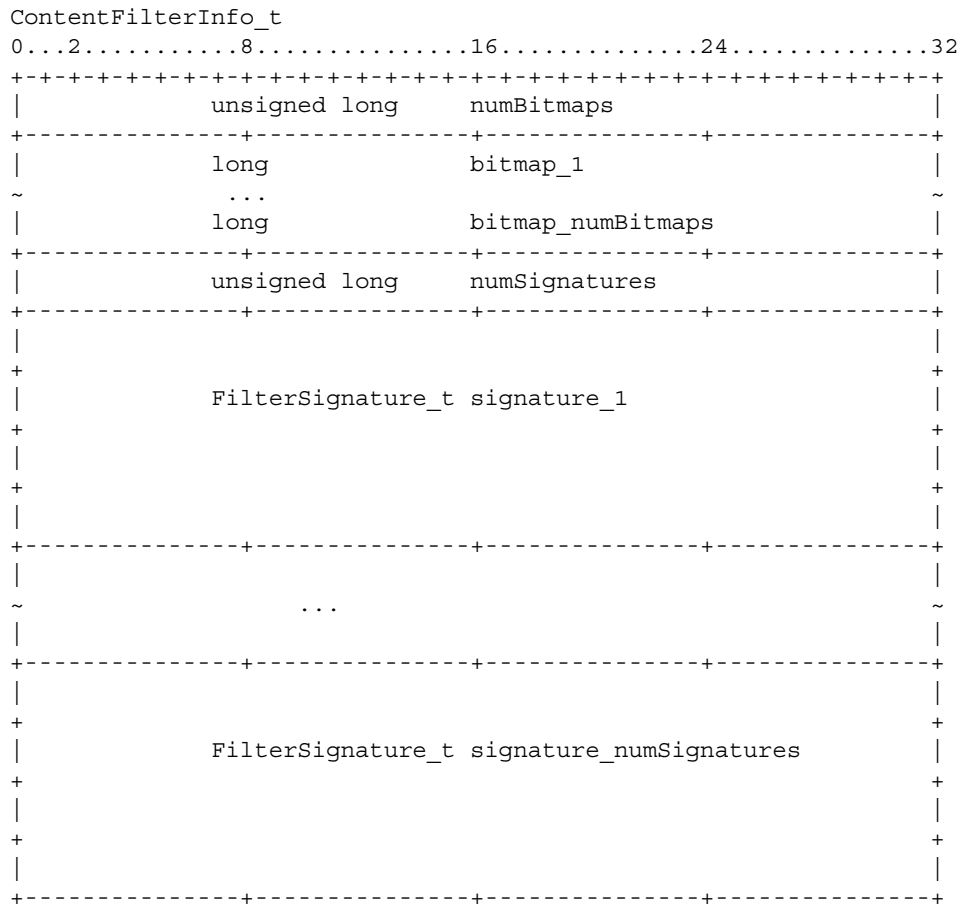 ContentFilterInfo_t
0...2...........8...............16..............24..............32
+-+-+-+-+-+-+-+-+-+-+-+-+-+-+-+-+-+-+-+-+-+-+-+-+-+-+-+-+-+-+-+-+
|             unsigned long     numBitmaps                       |
+---------------+---------------+---------------+---------------+
|             long              bitmap_1                         |
~              ...                                               ~
|             long              bitmap_numBitmaps                |
+---------------+---------------+---------------+---------------+
|             unsigned long     numSignatures                    |
+---------------+---------------+---------------+---------------+
|                                                                |
+                                                                +
|             FilterSignature_t signature_1                      |
+                                                                +
|                                                                |
+                                                                +
|                                                                |
+---------------+---------------+---------------+---------------+
|                                                                |
~                   ...                                          ~
|                                                                |
+---------------+---------------+---------------+---------------+
|                                                                |
+                                                                +
|             FilterSignature_t signature_numSignatures          |
+                                                                +
|                                                                |
+                                                                +
|                                                                |
+---------------+---------------+---------------+---------------+